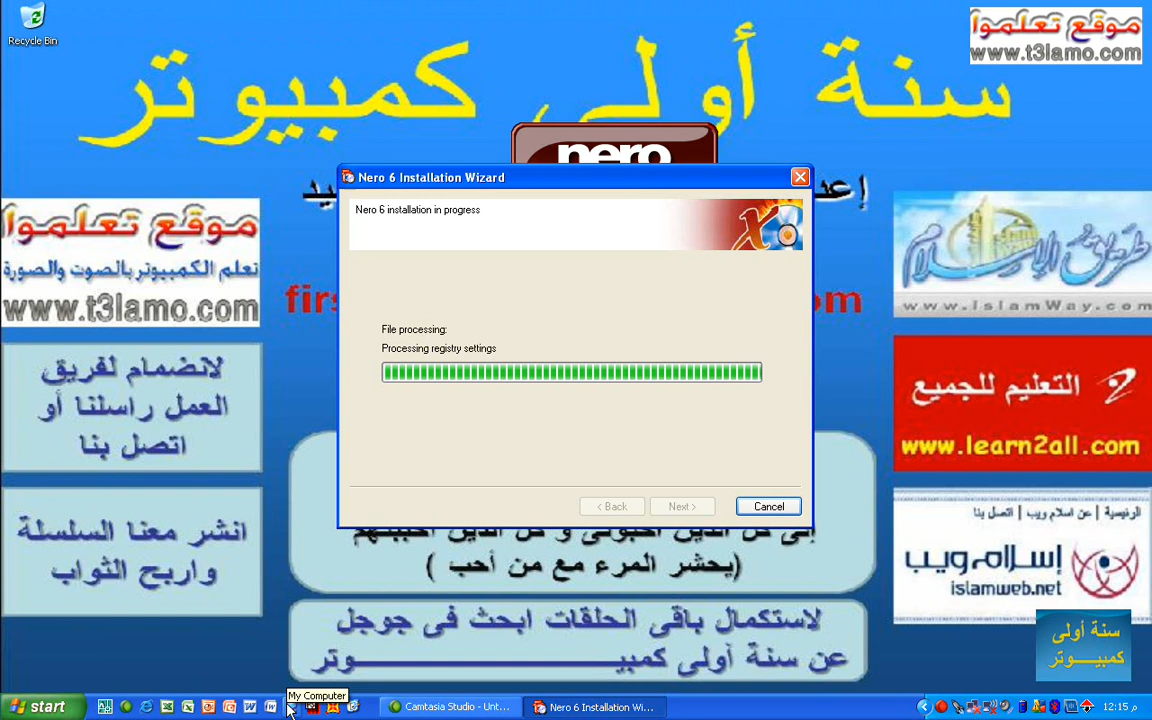 Recycle Bin
موقع تعلموا
www.t3lamo.com
سنة أولى كمبيوتر
nero
Nero 6 Installation Wizard
Nero 6 installation in progress
File processing:
Processing registry settings
< Back
Next >
Cancel
موقع تعلموا
تعلم الكمبيوتر بالصوت والصورة
www.t3lamo.com
طريق الإسلام
www.IslamWay.com
لانضمام لفريق
العمل راسلنا أو
اتصل بنا
التعليم للجميع
www.learn2all.com
انشر معنا السلسلة
واربح الثواب
الرئيسية | عن اسلام ويب | اتصل بنا
إسلام ويب
islamweb.net
(يحشر المرء مع من أحب )
لاستكمال باقى الحلقات ابحث فى جوجل
عن سنة أولى كمبيـــوتر
سنة أولى
كمبيـــوتر
My Computer
start
Camtasia Studio - Unt...
Nero 6 Installation Wi...
12:15 م